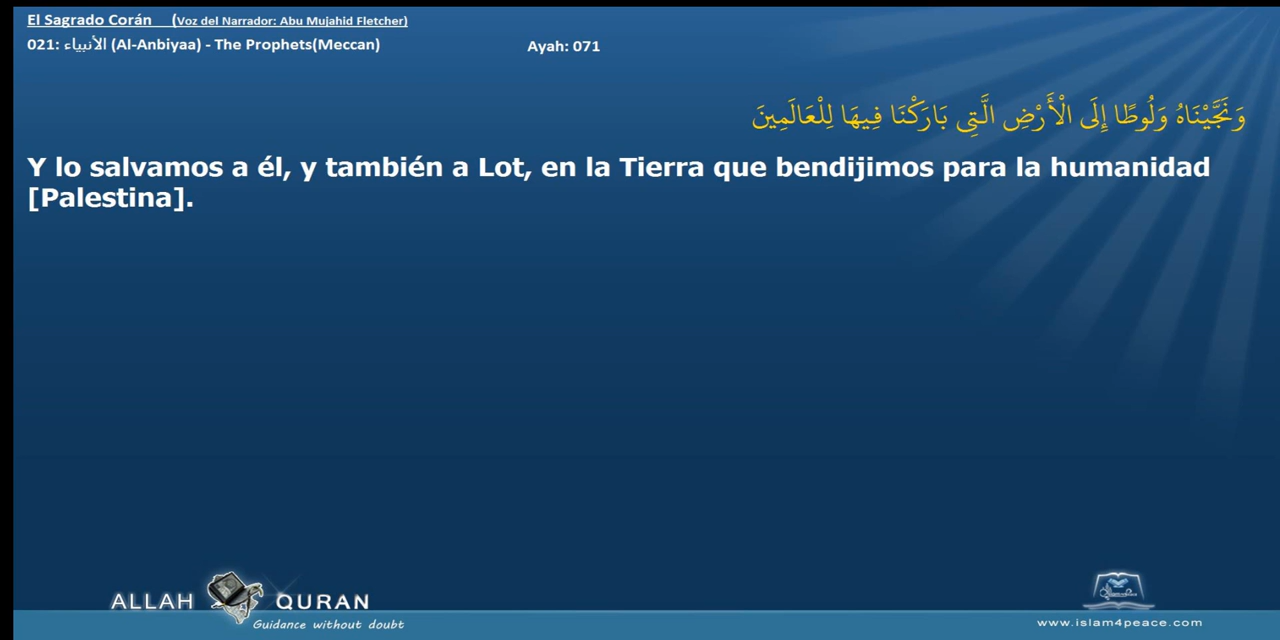 El Sagrado Corán (Voz del Narrador: Abu Mujahid Fletcher)
021: الأنبياء (Al-Anbiyaa) - The Prophets(Meccan) Ayah: 071
وَنَجَّيْنَاهُ وَلُوطًا إِلَى الْأَرْضِ الَّتِي بَارَكْنَا فِيهَا لِلْعَالَمِينَ
Y lo salvamos a él, y también a Lot, en la Tierra que bendijimos para la humanidad
[Palestina].
ALLAH QURAN
Guidance without doubt
www.islam4peace.com